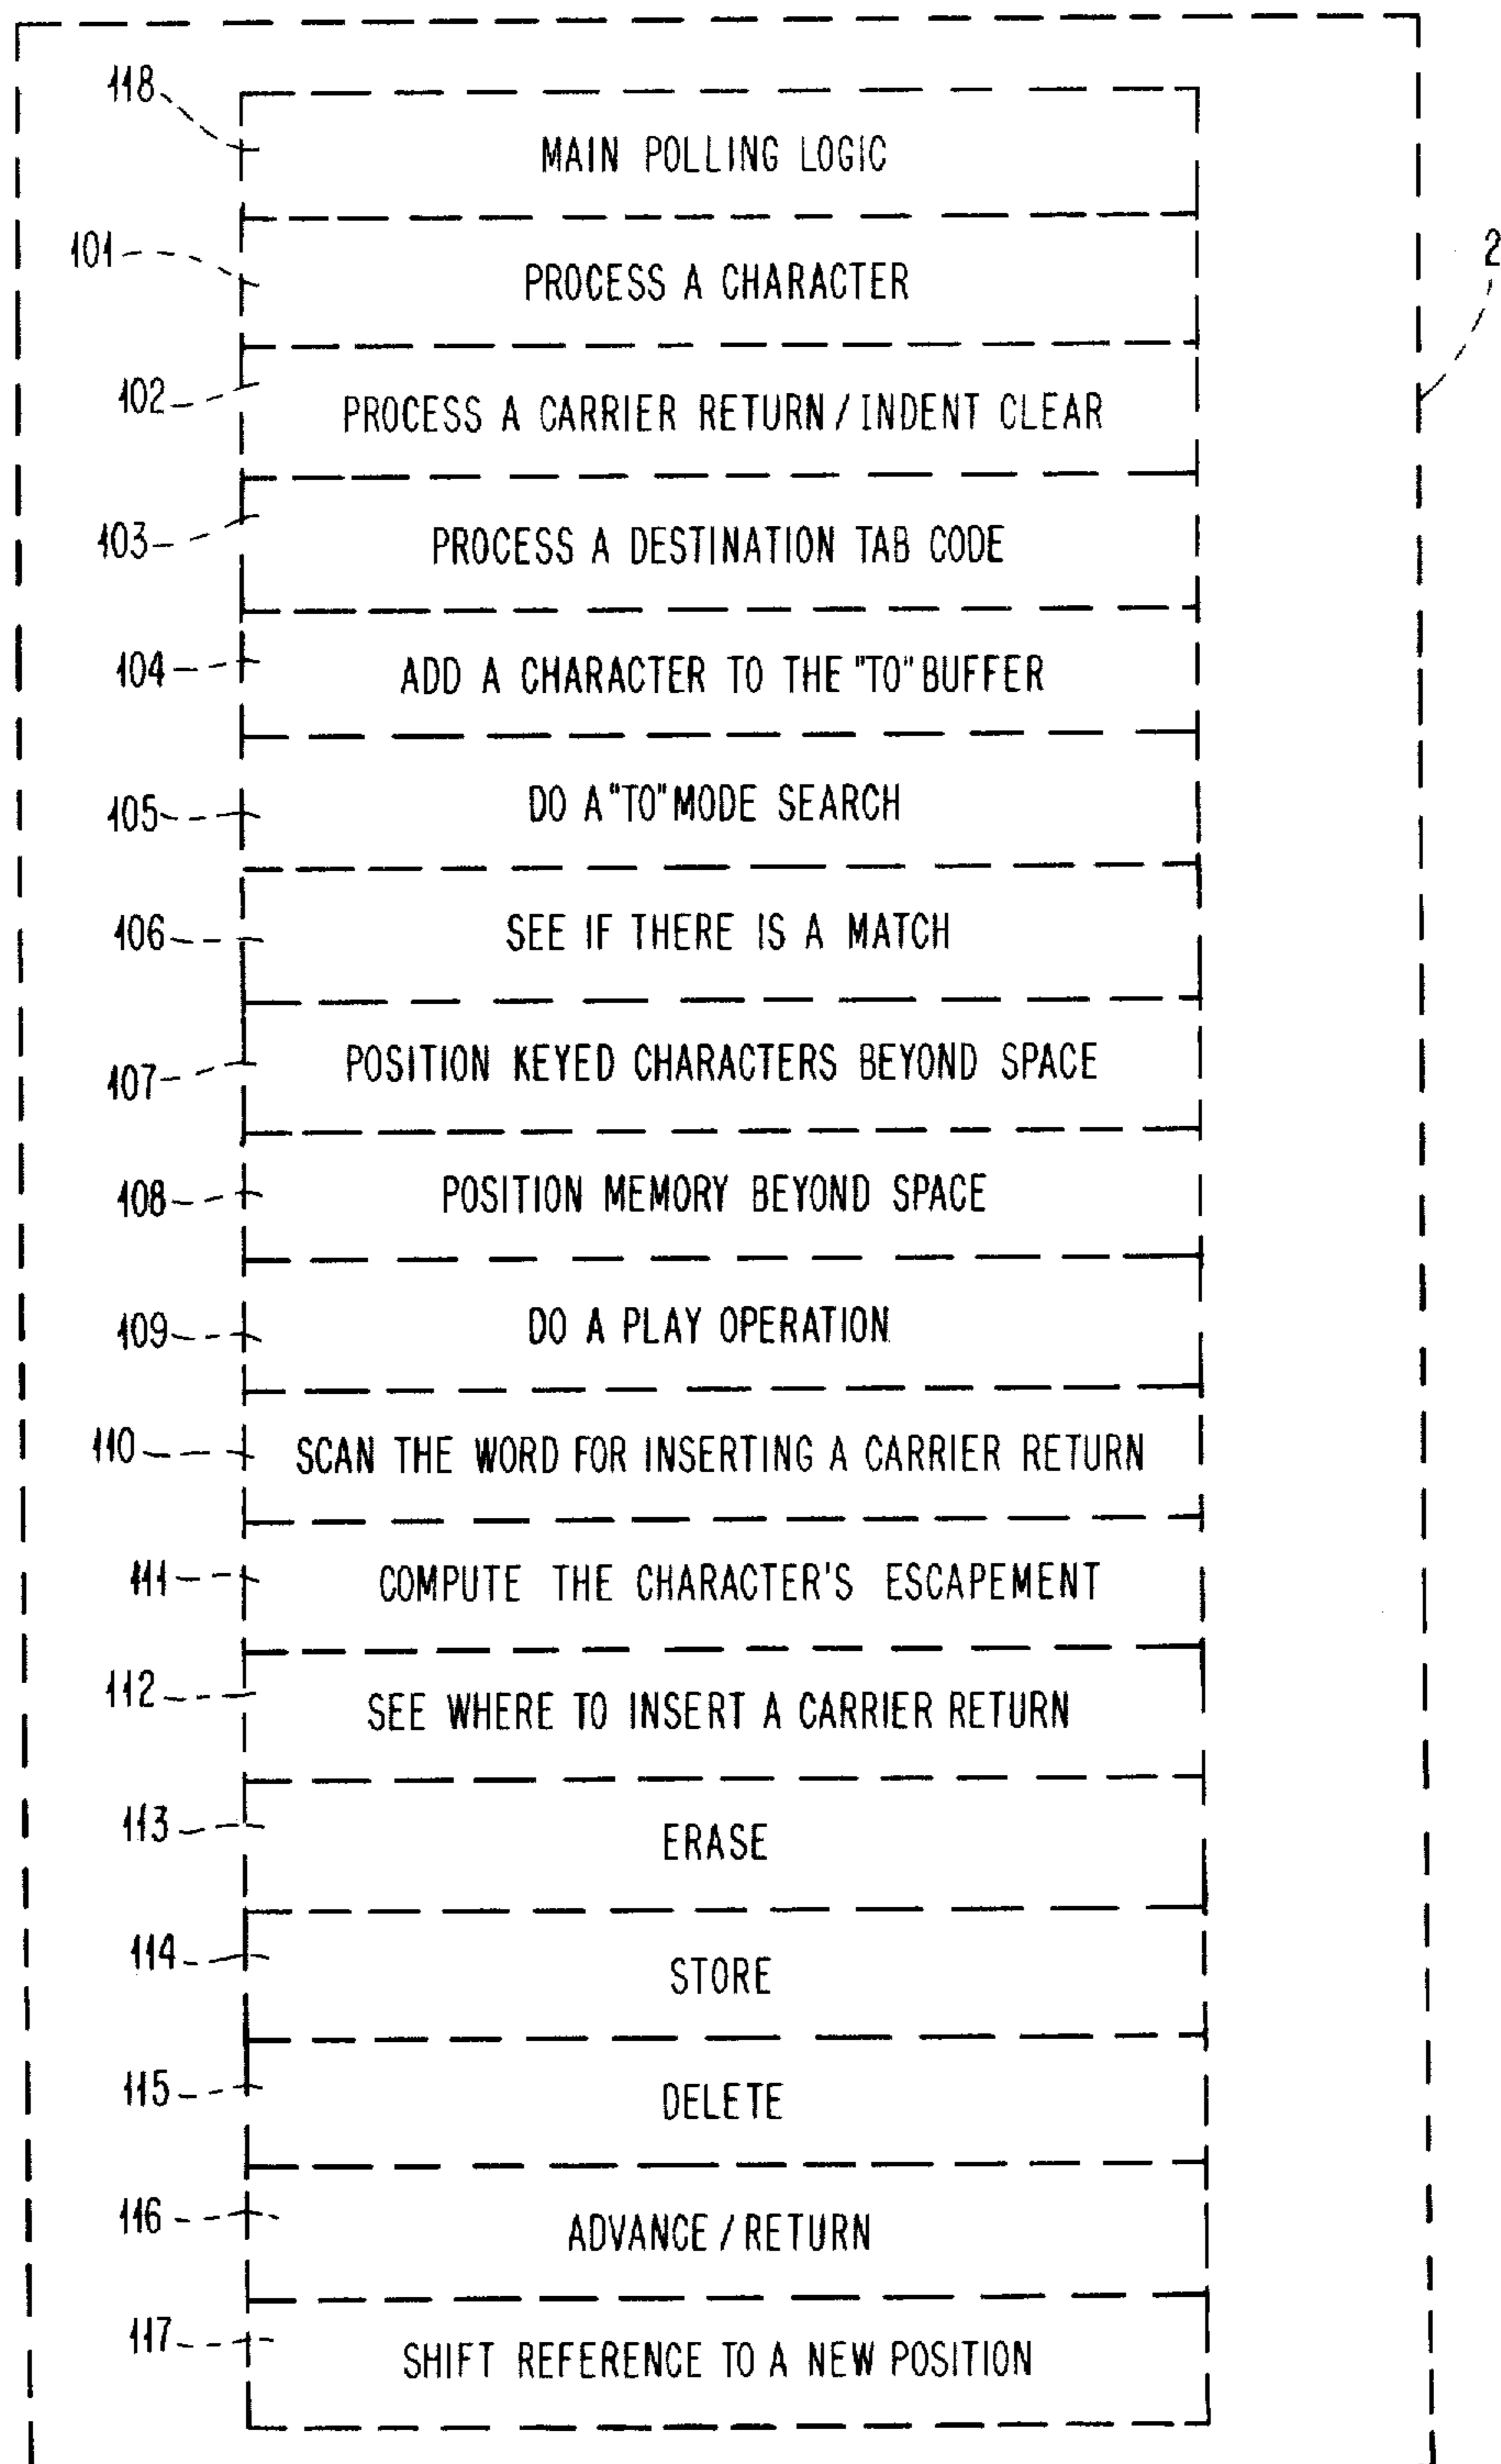 118
MAIN POLLING LOGIC
101
PROCESS A CHARACTER
2
102
PROCESS A CARRIER RETURN/INDENT CLEAR
103
PROCESS A DESTINATION TAB CODE
104
ADD A CHARACTER TO THE "TO" BUFFER
105
DO A "TO" MODE SEARCH
106
SEE IF THERE IS A MATCH
107
POSITION KEYED CHARACTERS BEYOND SPACE
108
POSITION MEMORY BEYOND SPACE
109
DO A PLAY OPERATION
110
SCAN THE WORD FOR INSERTING A CARRIER RETURN
111
COMPUTE THE CHARACTER'S ESCAPEMENT
112
SEE WHERE TO INSERT A CARRIER RETURN
113
ERASE
114
STORE
115
DELETE
116
ADVANCE/RETURN
117
SHIFT REFERENCE TO A NEW POSITION